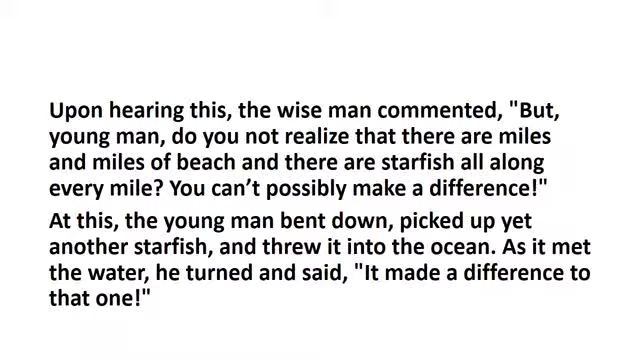 Upon hearing this, the wise man commented, "But,
young man, do you not realize that there are miles
and miles of beach and there are starfish all along
every mile? You can’t possibly make a difference!"
At this, the young man bent down, picked up yet
another starfish, and threw it into the ocean. As it met
the water, he turned and said, "It made a difference to
that one!"